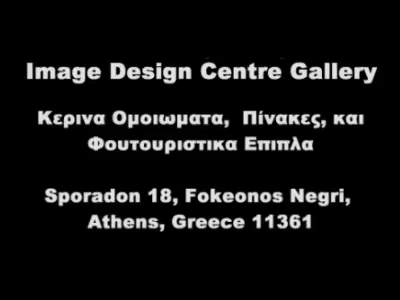 Image Design Centre Gallery
Κερινα Ομοιωματα, Πίνακες, και
Φουτουριστικα Επιπλα
Sporadon 18, Fokeonos Negri,
Athens, Greece 11361